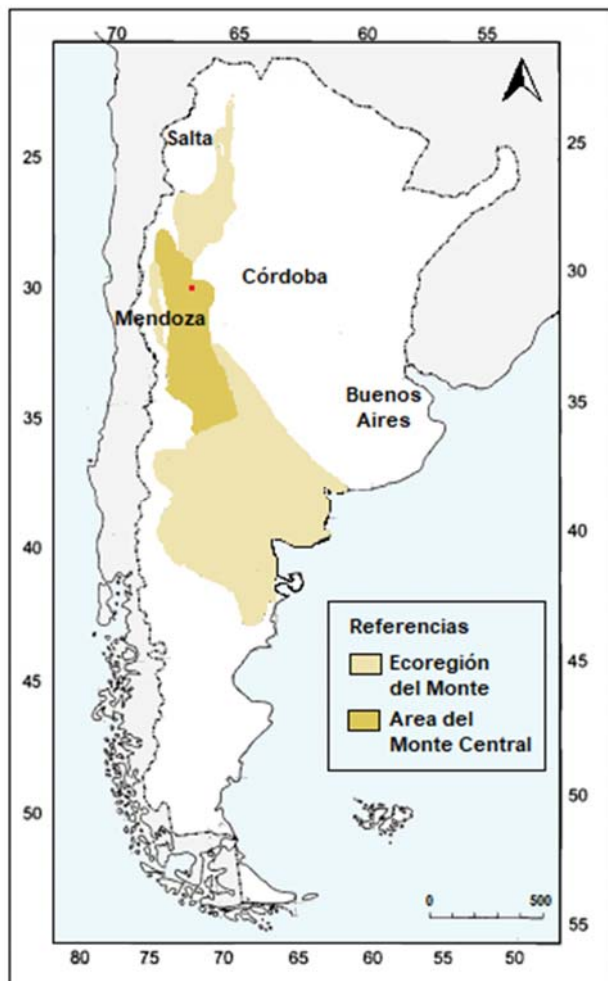 70 65 60 55
Salta
25 25
Córdoba
30 30
Mendoza
Buenos
Aires
35 35
40 40
Referencias
Ecoregión
del Monte
45 45
Area del
Monte Central
50 50
0 500
55
80 75 70 65 60 55 50